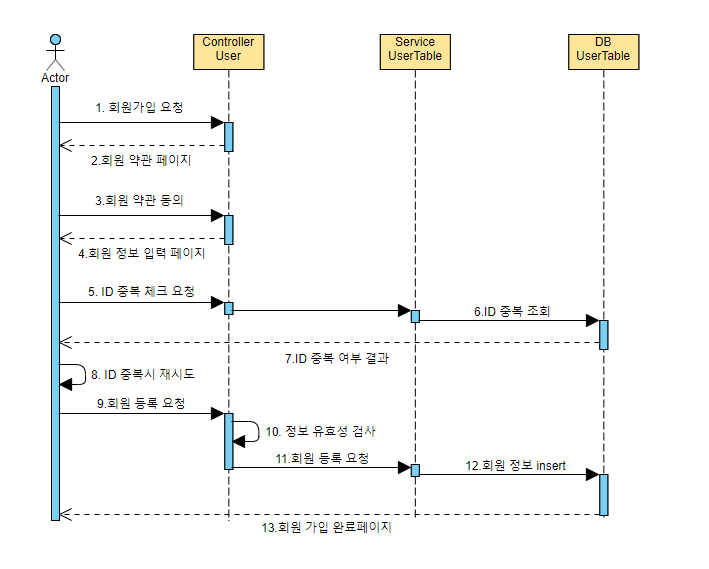 Controller
User
Service
UserTable
DB
UserTable
Actor
1. 회원가입 요청
2.회원 약관 페이지
3.회원 약관 동의
4.회원 정보 입력 페이지
5. ID 중복 체크 요청
6.ID 중복 조회
7.ID 중복 여부 결과
8. ID 중복시 재시도
9.회원 등록 요청
10. 정보 유효성 검사
11.회원 등록 요청
12.회원 정보 insert
13.회원 가입 완료페이지